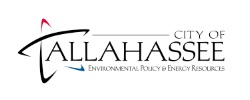 CITY OF
TALLAHASSEE
ENVIRONMENTAL POLICY & ENERGY RESOURCES